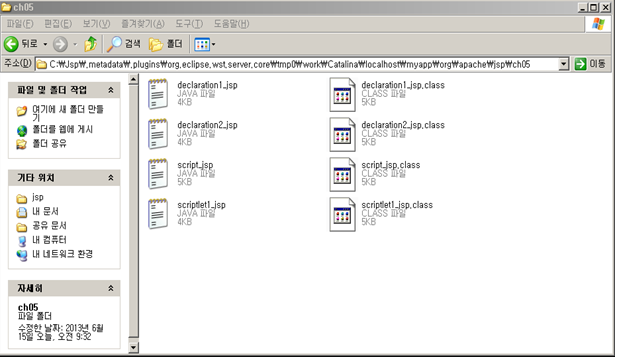 ch05
파일(F) 편집(E) 보기(V) 즐겨찾기(A) 도구(T) 도움말(H)
뒤로 검색 폴더
주소(D) C:₩Jsp₩.metadata₩.plugins₩org.eclipse.wst.server.core₩tmp0₩work₩Catalina₩localhost₩myapp₩org₩apache₩jsp₩ch05 이동
파일 및 폴더 작업
여기에 새 폴더 만들
기
폴더를 웹에 게시
폴더 공유
기타 위치
jsp
내 문서
공유 문서
내 컴퓨터
내 네트워크 환경
자세히
ch05
파일 폴더
수정한 날짜: 2013년 6월
15일 오늘, 오전 9:32
declaration1_jsp
JAVA 파일
4KB
declaration1_jsp.class
CLASS 파일
5KB
declaration2_jsp
JAVA 파일
4KB
declaration2_jsp.class
CLASS 파일
5KB
script_jsp
JAVA 파일
5KB
script_jsp.class
CLASS 파일
5KB
scriptlet1_jsp
JAVA 파일
4KB
scriptlet1_jsp.class
CLASS 파일
5KB